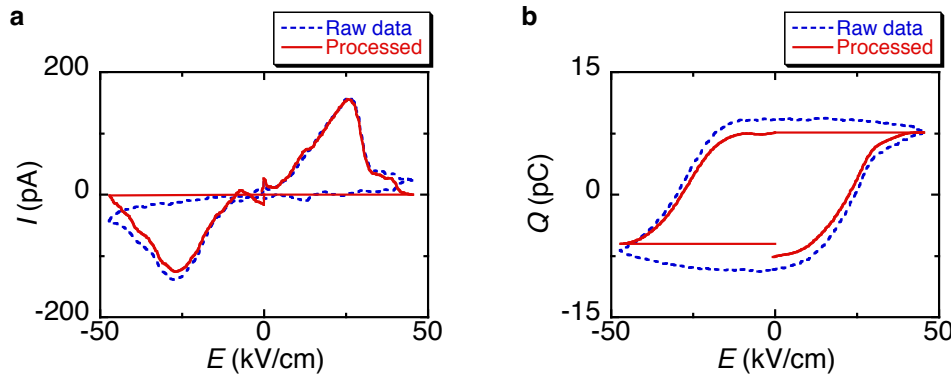 a
Raw data
Processed
200
0
-200
I (pA)
-50
0
50
E (kV/cm)
b
Raw data
Processed
15
0
-15
Q (pC)
-50
0
50
E (kV/cm)